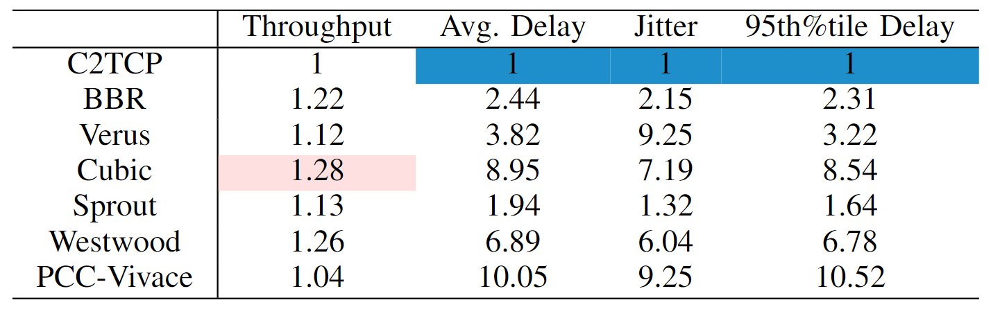 Throughput Avg. Delay Jitter 95th%tile Delay
C2TCP 1 1 1 1
BBR 1.22 2.44 2.15 2.31
Verus 1.12 3.82 9.25 3.22
Cubic 1.28 8.95 7.19 8.54
Sprout 1.13 1.94 1.32 1.64
Westwood 1.26 6.89 6.04 6.78
PCC-Vivace 1.04 10.05 9.25 10.52